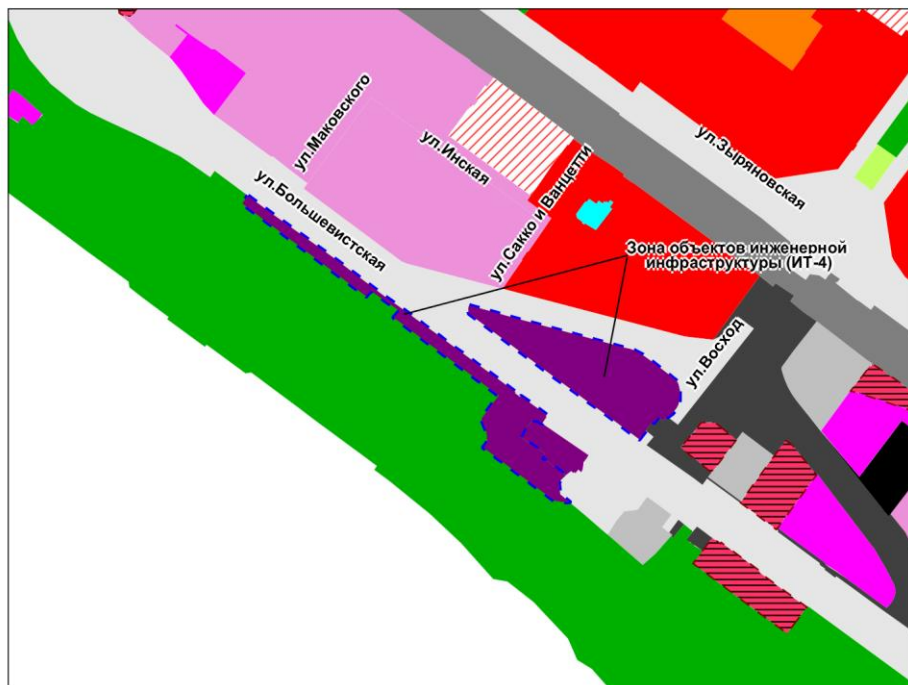 ул.Зыряновская
ул.Маковского
ул.Инская
ул.Большевистская
ул.Сакко и Ванцетти
Зона объектов инженерной
инфраструктуры (ИТ-4)
ул.Восход